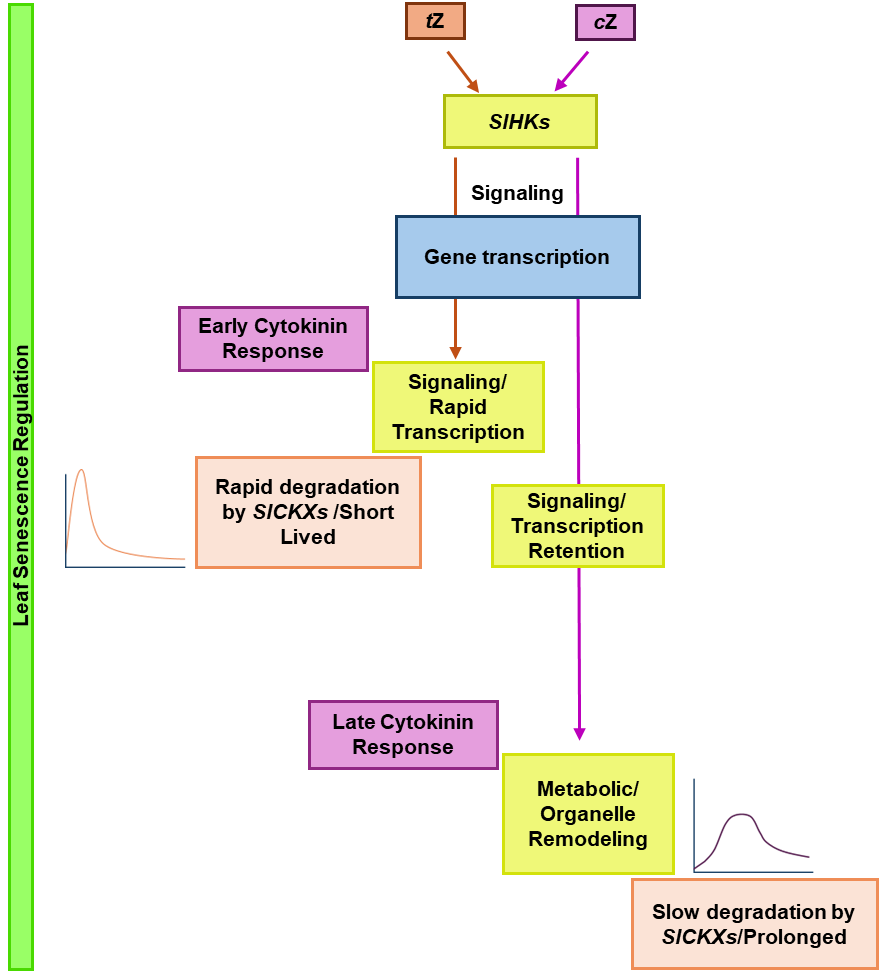 tZ
cZ
SlHKs
Signaling
Gene transcription
Early Cytokinin
Response
Signaling/
Rapid
Transcription
Rapid degradation
by SlCKXs /Short
Lived
Signaling/
Transcription
Retention
Leaf Senescence Regulation
Late Cytokinin
Response
Metabolic/
Organelle
Remodeling
Slow degradation by
SlCKXs/Prolonged